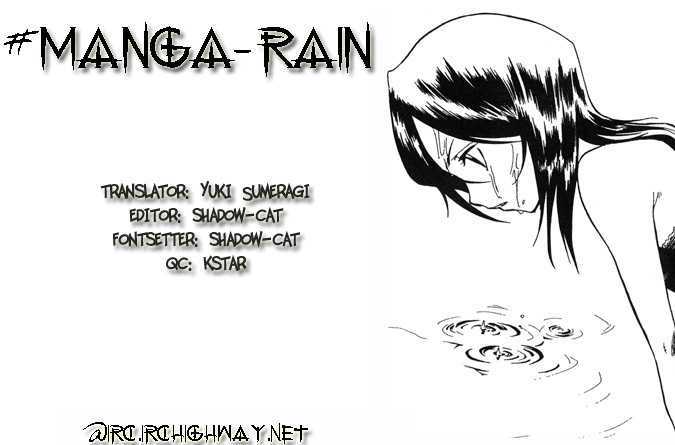 #MANGA-RAIN
TRANSLATOR: YUKI SUMERAGI
EDITOR: SHADOW-CAT
FONTSETTER: SHADOW-CAT
QC: KSTAR
@IRC.IRCHIGHWAY.NET